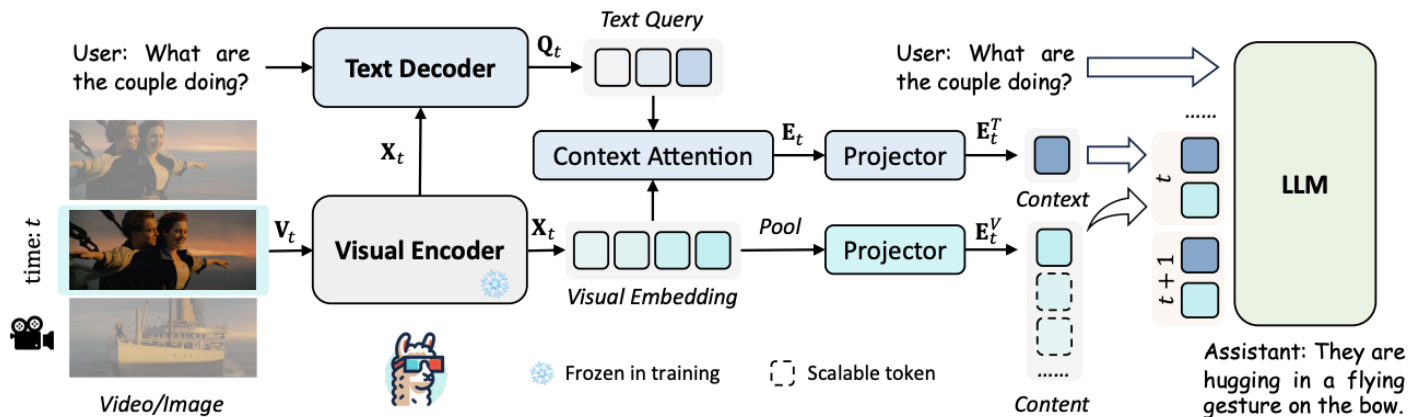 User: What are
the couple doing?
Text Decoder
Q_t
Text Query
User: What are
the couple doing?
X_t
Context Attention
E_t
Projector
E_t^T
Context
......
t
LLM
time: t
V_t
Visual Encoder
X_t
Visual Embedding
Pool
Projector
E_t^V
t + 1
......
Content
Video/Image
Frozen in training
Scalable token
Assistant: They are
hugging in a flying
gesture on the bow.